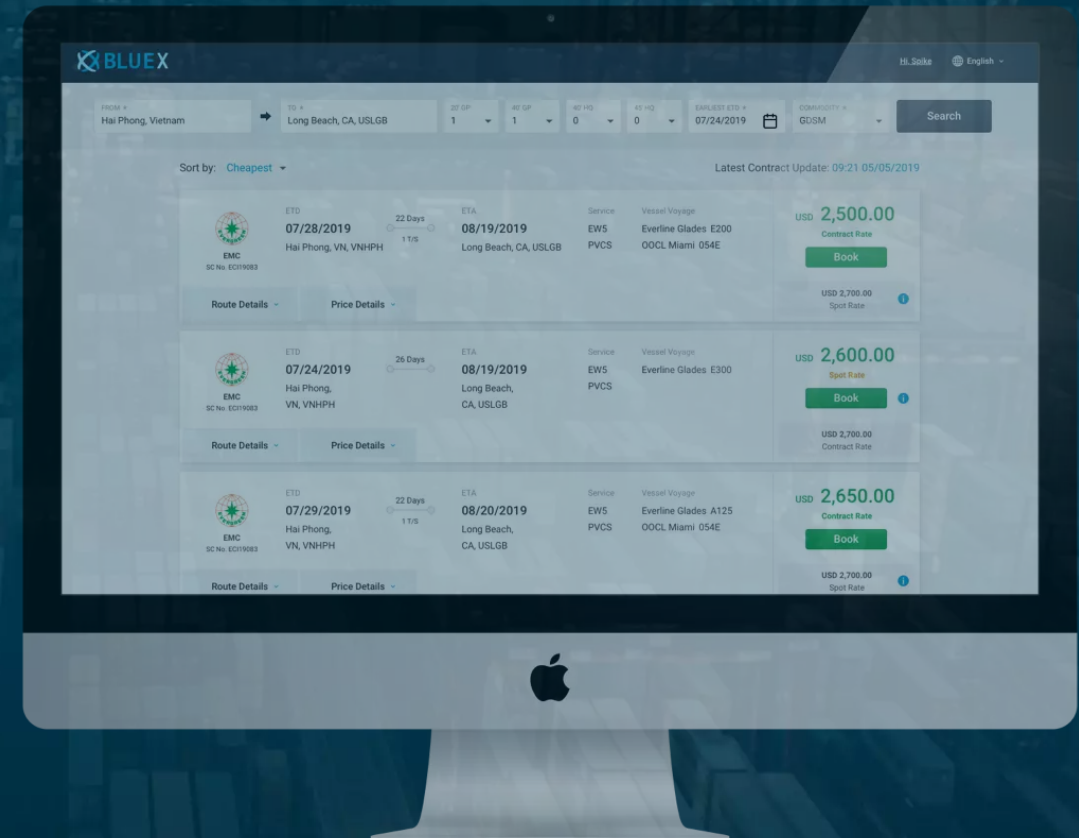 BLUEX
Hi, Spike English
FROM * TO * 20' GP 40' GP 40' HQ 45' HQ EARLIEST ETD * COMMODITY *
Hai Phong, Vietnam Long Beach, CA, USLGB 1 1 0 0 07/24/2019 GDSM Search
Sort by: Cheapest Latest Contract Update: 09:21 05/05/2019
ETD 22 Days ETA Service Vessel Voyage USD 2,500.00
07/28/2019 1 T/S 08/19/2019 EW5 Everline Glades E200 Contract Rate
Hai Phong, VN, VNHPH Long Beach, CA, USLGB PVCS OOCL Miami 054E Book
EMC
SC No. ECI19083
Route Details Price Details USD 2,700.00
Spot Rate
ETD 26 Days ETA Service Vessel Voyage USD 2,600.00
07/24/2019 08/19/2019 EW5 Everline Glades E300 Spot Rate
Hai Phong, Long Beach, PVCS Book
EMC VN, VNHPH CA, USLGB
SC No. ECI19083
Route Details Price Details USD 2,700.00
Contract Rate
ETD 22 Days ETA Service Vessel Voyage USD 2,650.00
07/29/2019 1 T/S 08/20/2019 EW5 Everline Glades A125 Contract Rate
Hai Phong, Long Beach, PVCS OOCL Miami 054E Book
EMC VN, VNHPH CA, USLGB
SC No. ECI19083
Route Details Price Details USD 2,700.00
Spot Rate